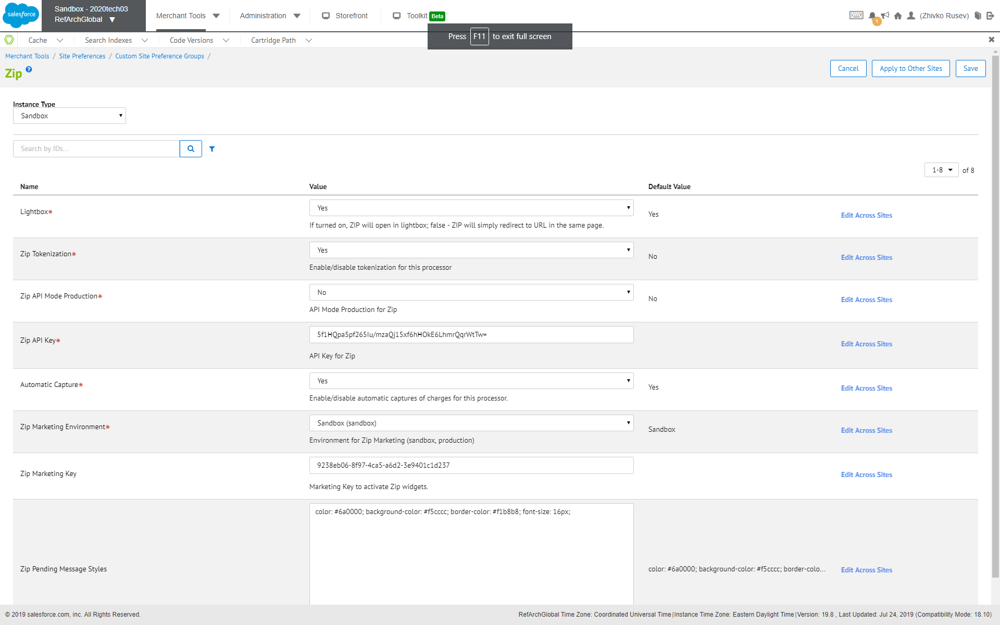 salesforce
Sandbox - 2020tech03
RefArchGlobal
Merchant Tools
Administration
Storefront
Toolkit Beta
1
(Zhivko Rusev)
Press F11 to exit full screen
Cache
Search Indexes
Code Versions
Cartridge Path
Merchant Tools / Site Preferences / Custom Site Preference Groups /
Zip ?
Cancel
Apply to Other Sites
Save
Instance Type
Sandbox
Search by IDs...
1-8 of 8
Name Value Default Value
Lightbox* Yes Yes Edit Across Sites
If turned on, ZIP will open in lightbox; false - ZIP will simply redirect to URL in the same page.
Zip Tokenization* Yes No Edit Across Sites
Enable/disable tokenization for this processor
Zip API Mode Production* No No Edit Across Sites
API Mode Production for Zip
Zip API Key* 5f1HQpa5pf265Iu/mzaQj15xf6hHOkE6LhmrQqrWtTw= Edit Across Sites
API Key for Zip
Automatic Capture* Yes Yes Edit Across Sites
Enable/disable automatic captures of charges for this processor.
Zip Marketing Environment* Sandbox (sandbox) Sandbox Edit Across Sites
Environment for Zip Marketing (sandbox, production)
Zip Marketing Key 9238eb06-8f97-4ca5-a6d2-3e9401c1d237 Edit Across Sites
Marketing Key to activate Zip widgets.
color: #6a0000; background-color: #f5cccc; border-color: #f1b8b8; font-size: 16px;
Zip Pending Message Styles color: #6a0000; background-color: #f5cccc; border-colo... Edit Across Sites
© 2019 salesforce.com, inc. All Rights Reserved.
RefArchGlobal Time Zone: Coordinated Universal Time | Instance Time Zone: Eastern Daylight Time | Version: 19.8 , Last Updated: Jul 24, 2019 (Compatibility Mode: 18.10)